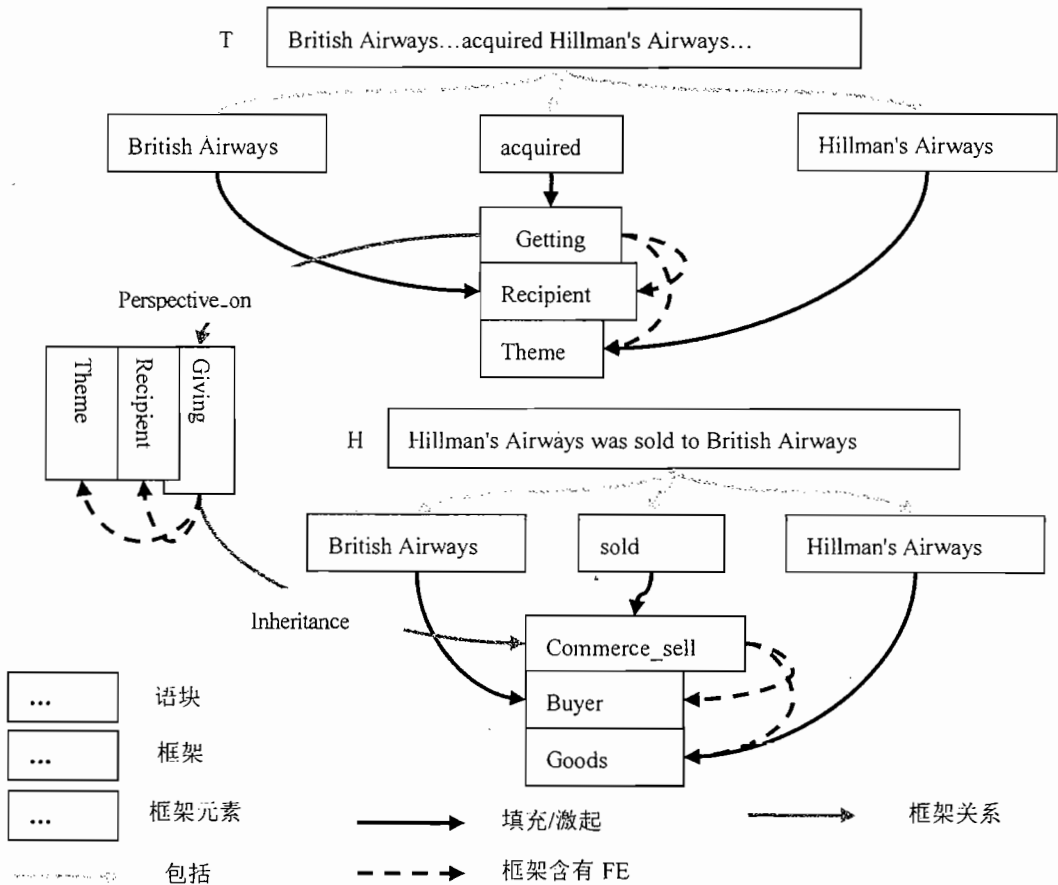 T
British Airways…acquired Hillman's Airways…
British Airways
acquired
Hillman's Airways
Getting
Recipient
Theme
Perspective_on
Theme
Recipient
Giving
H
Hillman's Airways was sold to British Airways
British Airways
sold
Hillman's Airways
Inheritance
Commerce_sell
Buyer
Goods
... 语块
... 框架
... 框架元素
填充/激起
框架关系
包括
框架含有 FE